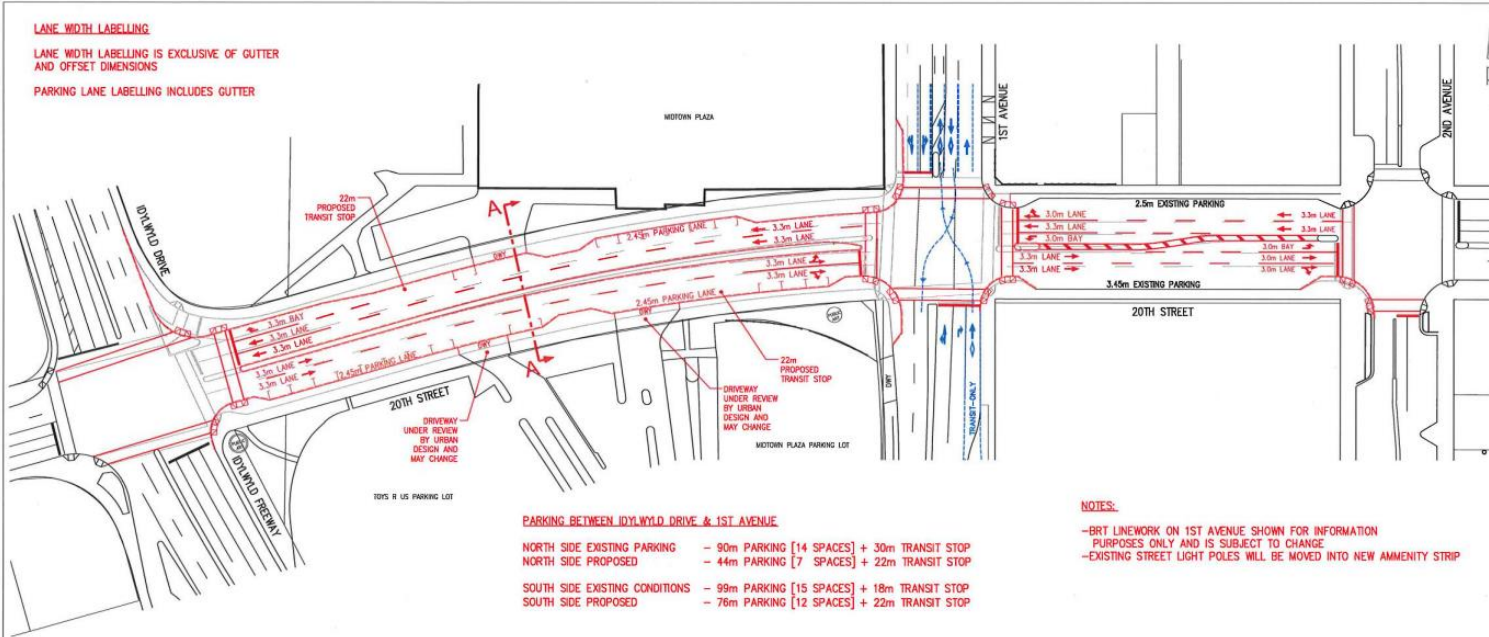 LANE WIDTH LABELLING
LANE WIDTH LABELLING IS EXCLUSIVE OF GUTTER
AND OFFSET DIMENSIONS
PARKING LANE LABELLING INCLUDES GUTTER
MIDTOWN PLAZA
1ST AVENUE
2ND AVENUE
IDYLWYLD DRIVE
22m
PROPOSED
TRANSIT STOP
A
2.45m PARKING LANE
DWY
3.3m LANE
3.3m LANE
3.3m LANE
3.3m LANE
2.5m EXISTING PARKING
3.0m LANE
3.3m LANE
3.0m BAY
3.3m LANE
3.3m LANE
3.3m LANE
3.3m LANE
3.0m BAY
3.0m LANE
3.0m LANE
3.45m EXISTING PARKING
20TH STREET
3.3m BAY
3.3m LANE
3.3m LANE
3.3m LANE
2.45m PARKING LANE
DWY
A
2.45m PARKING LANE
DWY
PUBLIC
ART
22m
PROPOSED
TRANSIT STOP
DWY
TRANSIT-ONLY
20TH STREET
DRIVEWAY
UNDER REVIEW
BY URBAN
DESIGN AND
MAY CHANGE
DRIVEWAY
UNDER REVIEW
BY URBAN
DESIGN AND
MAY CHANGE
MIDTOWN PLAZA PARKING LOT
PUBLIC
ART
IDYLWYLD FREEWAY
TOYS R US PARKING LOT
PARKING BETWEEN IDYLWYLD DRIVE & 1ST AVENUE
NORTH SIDE EXISTING PARKING - 90m PARKING [14 SPACES] + 30m TRANSIT STOP
NORTH SIDE PROPOSED - 44m PARKING [7 SPACES] + 22m TRANSIT STOP
SOUTH SIDE EXISTING CONDITIONS - 99m PARKING [15 SPACES] + 18m TRANSIT STOP
SOUTH SIDE PROPOSED - 76m PARKING [12 SPACES] + 22m TRANSIT STOP
NOTES:
-BRT LINEWORK ON 1ST AVENUE SHOWN FOR INFORMATION
PURPOSES ONLY AND IS SUBJECT TO CHANGE
-EXISTING STREET LIGHT POLES WILL BE MOVED INTO NEW AMMENITY STRIP